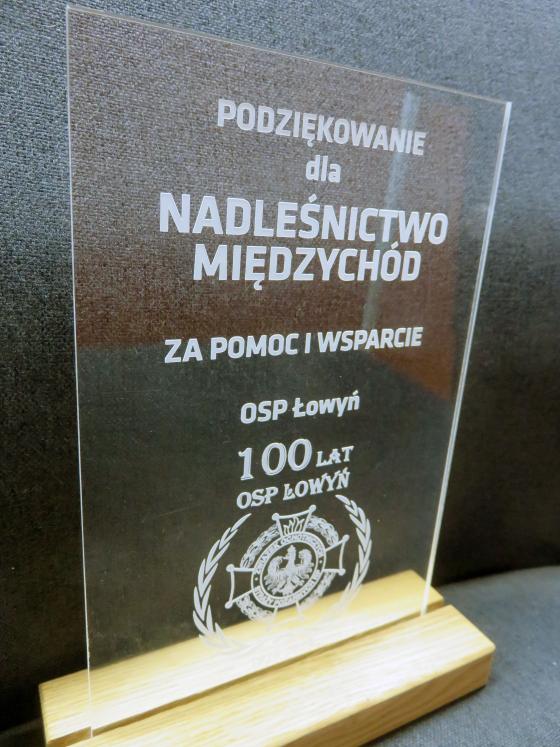 PODZIĘKOWANIE
dla
NADLEŚNICTWO
MIĘDZYCHÓD
ZA POMOC I WSPARCIE
OSP Łowyń
100 LAT
OSP ŁOWYŃ